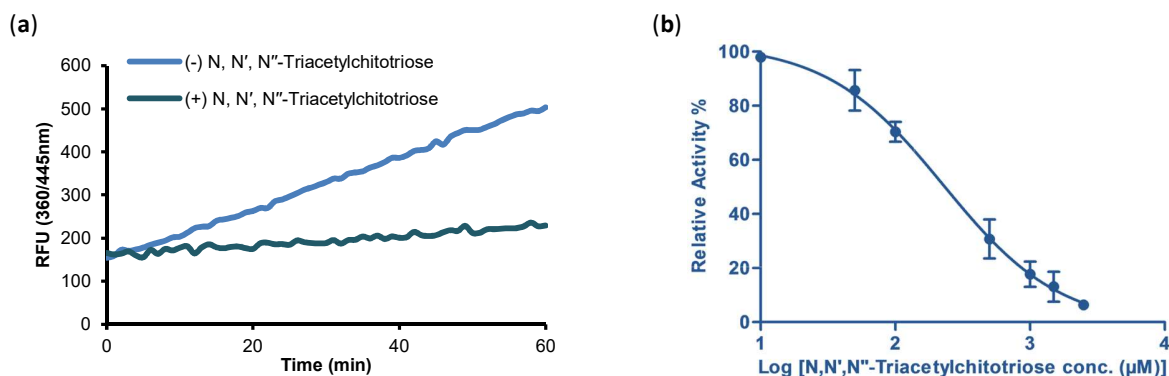 (a)
(-) N, N′, N″-Triacetylchitotriose
(+) N, N′, N″-Triacetylchitotriose
600
500
400
300
200
100
0
RFU (360/445nm)
0 20 40 60
Time (min)
(b)
100
80
60
40
20
0
Relative Activity %
1 2 3 4
Log [N,N',N"-Triacetylchitotriose conc. (µM)]